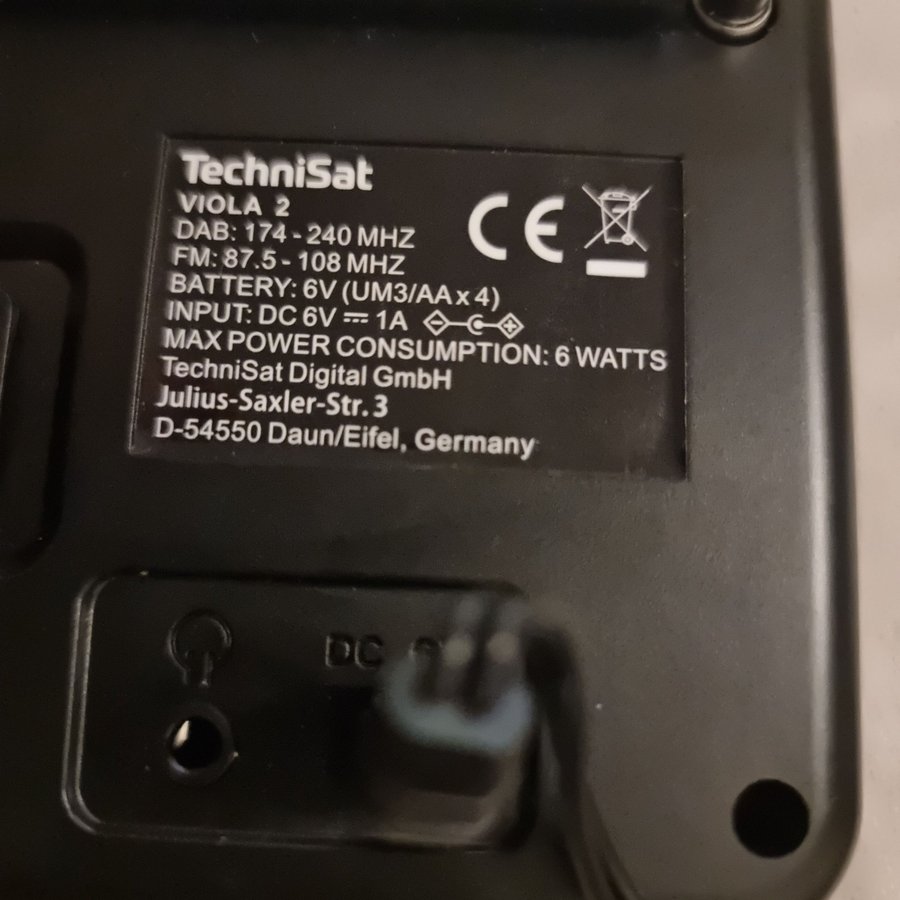 TechniSat
VIOLA 2
DAB: 174 - 240 MHZ
FM: 87.5 - 108 MHZ
BATTERY: 6V (UM3/AA x 4)
INPUT: DC 6V ⎓ 1A
MAX POWER CONSUMPTION: 6 WATTS
TechniSat Digital GmbH
Julius-Saxler-Str. 3
D-54550 Daun/Eifel, Germany
CE
DC